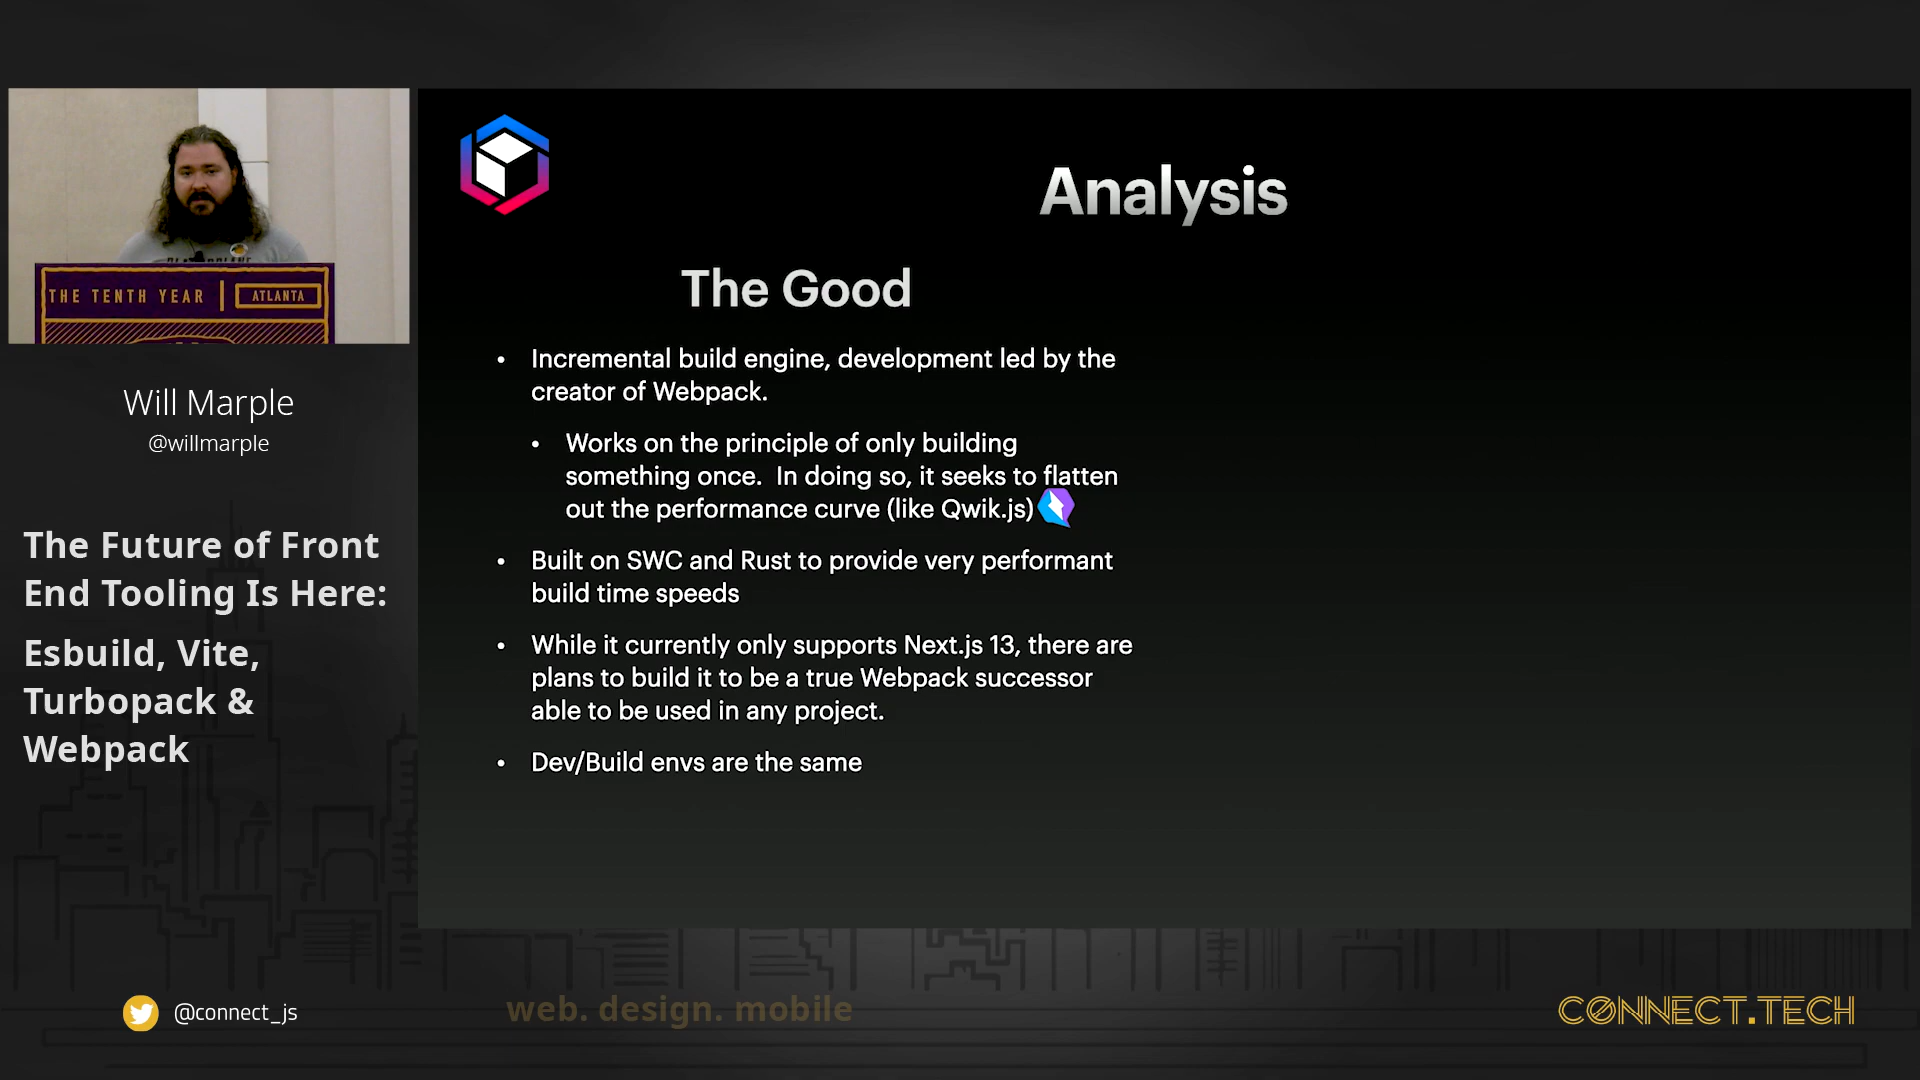 THE TENTH YEAR | ATLANTA
Will Marple
@willmarple
The Future of Front
End Tooling Is Here:
Esbuild, Vite,
Turbopack &
Webpack
Analysis
The Good
• Incremental build engine, development led by the
creator of Webpack.
• Works on the principle of only building
something once.  In doing so, it seeks to flatten
out the performance curve (like Qwik.js)
• Built on SWC and Rust to provide very performant
build time speeds
• While it currently only supports Next.js 13, there are
plans to build it to be a true Webpack successor
able to be used in any project.
• Dev/Build envs are the same
@connect_js
web. design. mobile
CONNECT.TECH